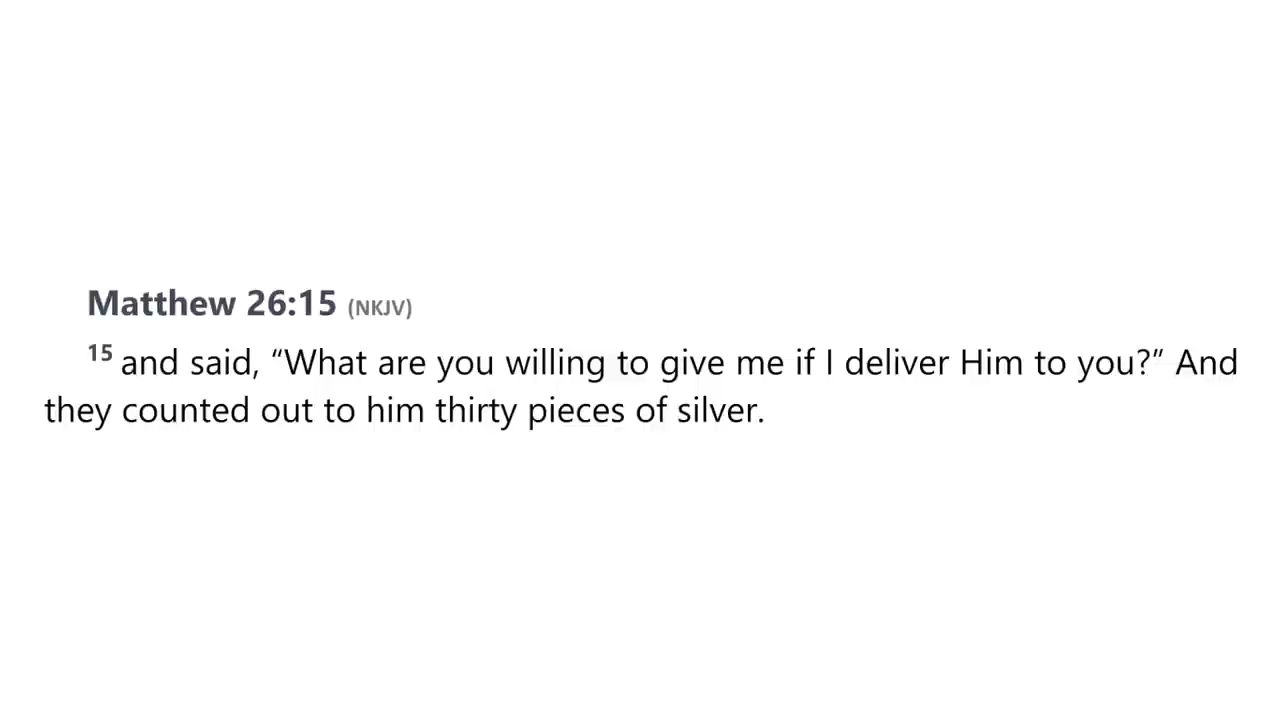 Matthew 26:15 (NKJV)
15 and said, “What are you willing to give me if I deliver Him to you?” And
they counted out to him thirty pieces of silver.